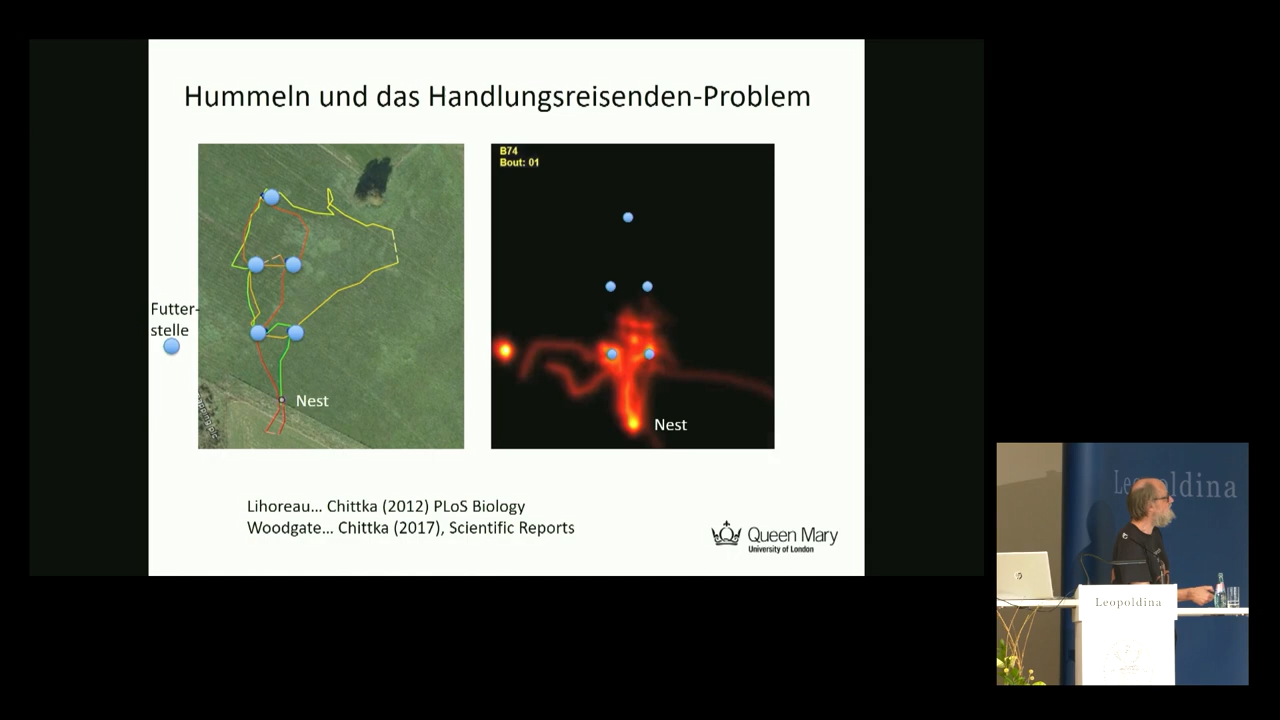 Hummeln und das Handlungsreisenden-Problem
B74
Bout: 01
Futter-
stelle
Nest
Nest
Lihoreau... Chittka (2012) PLoS Biology
Woodgate... Chittka (2017), Scientific Reports
Queen Mary
University of London
Leopoldina
Leopoldina